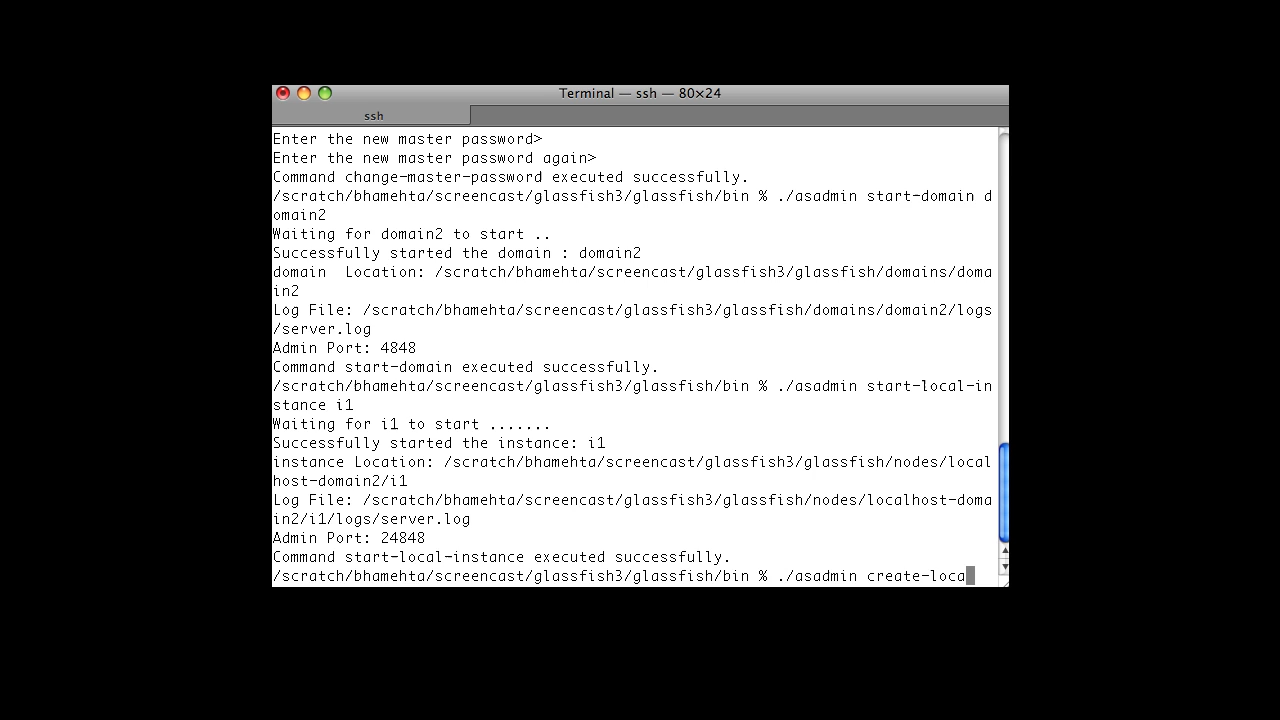 Terminal — ssh — 80×24
ssh
Enter the new master password>
Enter the new master password again>
Command change-master-password executed successfully.
/scratch/bhamehta/screencast/glassfish3/glassfish/bin % ./asadmin start-domain d
omain2
Waiting for domain2 to start ..
Successfully started the domain : domain2
domain  Location: /scratch/bhamehta/screencast/glassfish3/glassfish/domains/doma
in2
Log File: /scratch/bhamehta/screencast/glassfish3/glassfish/domains/domain2/logs
/server.log
Admin Port: 4848
Command start-domain executed successfully.
/scratch/bhamehta/screencast/glassfish3/glassfish/bin % ./asadmin start-local-in
stance i1
Waiting for i1 to start .......
Successfully started the instance: i1
instance Location: /scratch/bhamehta/screencast/glassfish3/glassfish/nodes/local
host-domain2/i1
Log File: /scratch/bhamehta/screencast/glassfish3/glassfish/nodes/localhost-doma
in2/i1/logs/server.log
Admin Port: 24848
Command start-local-instance executed successfully.
/scratch/bhamehta/screencast/glassfish3/glassfish/bin % ./asadmin create-loca